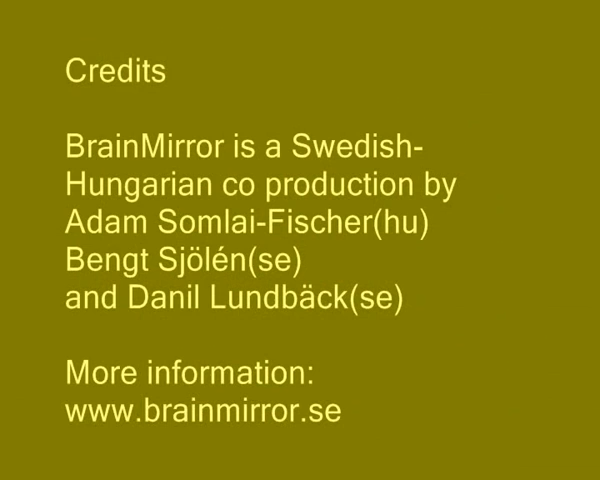 Credits
BrainMirror is a Swedish-
Hungarian co production by
Adam Somlai-Fischer(hu)
Bengt Sjölén(se)
and Danil Lundbäck(se)
More information:
www.brainmirror.se